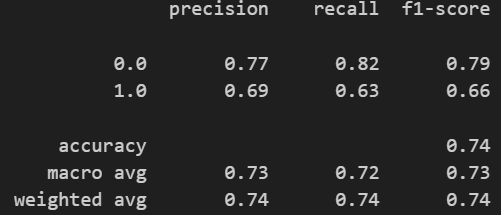 precision recall f1-score
0.0 0.77 0.82 0.79
1.0 0.69 0.63 0.66
accuracy 0.74
macro avg 0.73 0.72 0.73
weighted avg 0.74 0.74 0.74